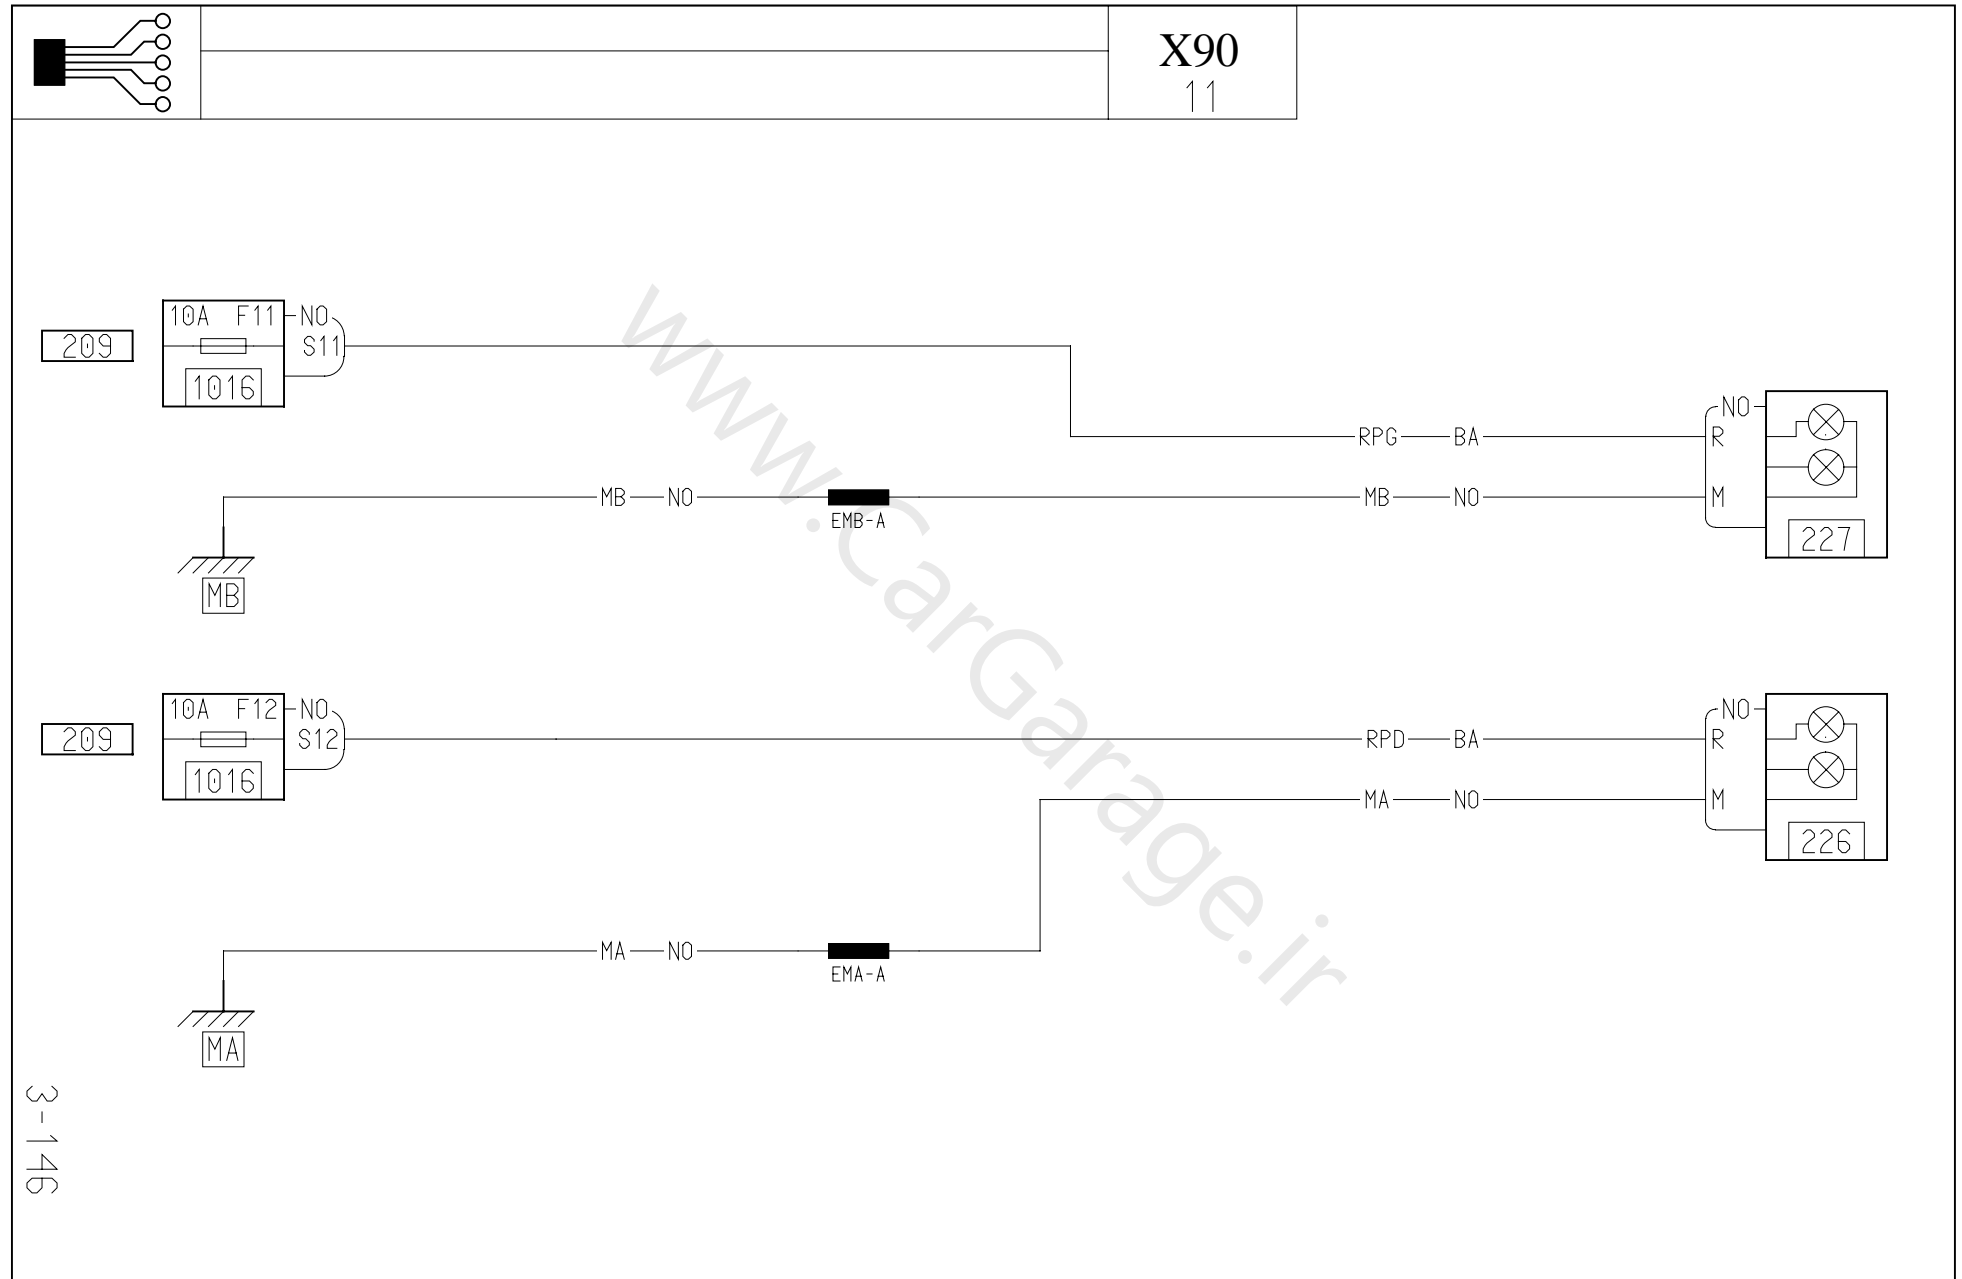 X90
11
10A F11 NO
209 S11
1016
NO
RPG BA R
MB NO EMB-A MB NO M
227
MB
10A F12 NO
209 S12
1016
NO
RPD BA R
MA NO M
226
MA NO EMA-A
MA
3-146
www.CarGarage.ir